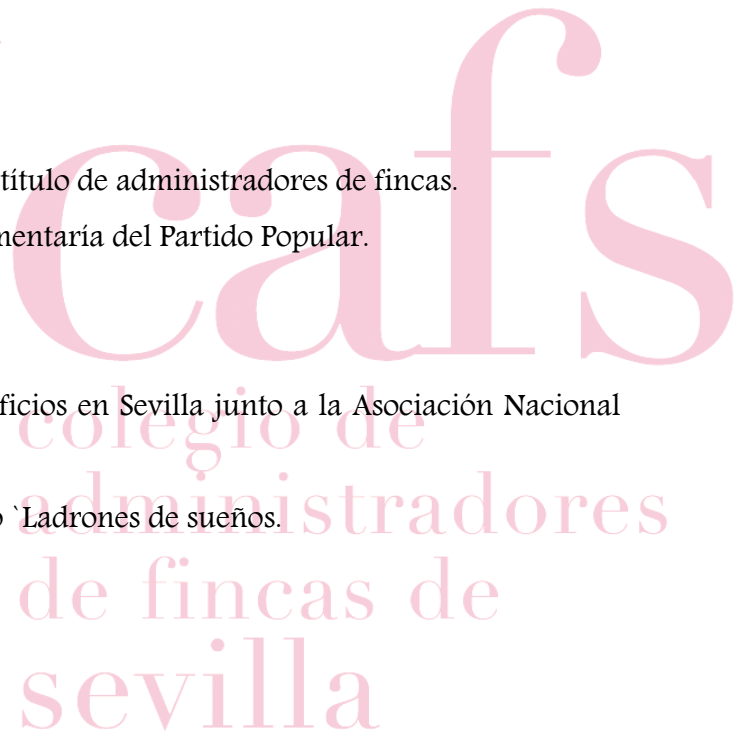 cafs
título de administradores de fincas.
mentaría del Partido Popular.
ficios en Sevilla junto a la Asociación Nacional
colegio de
administradores
`Ladrones de sueños.
de fincas de
sevilla